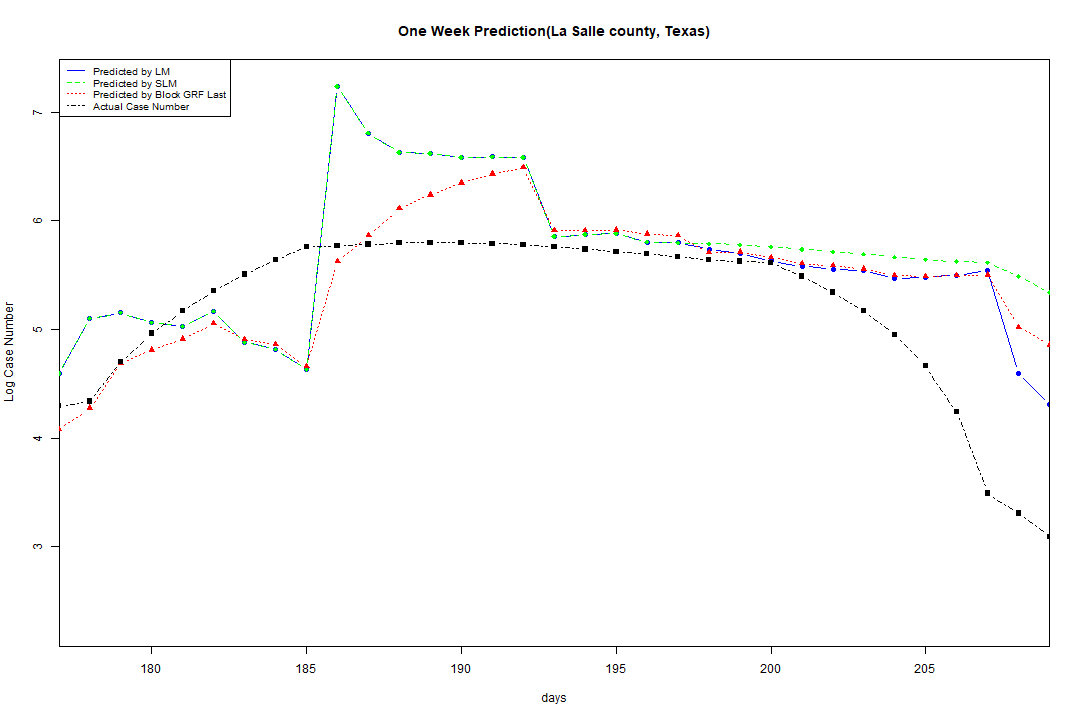 One Week Prediction(La Salle county, Texas)
Predicted by LM
Predicted by SLM
Predicted by Block GRF Last
Actual Case Number
7
6
5
4
3
Log Case Number
180 185 190 195 200 205
days